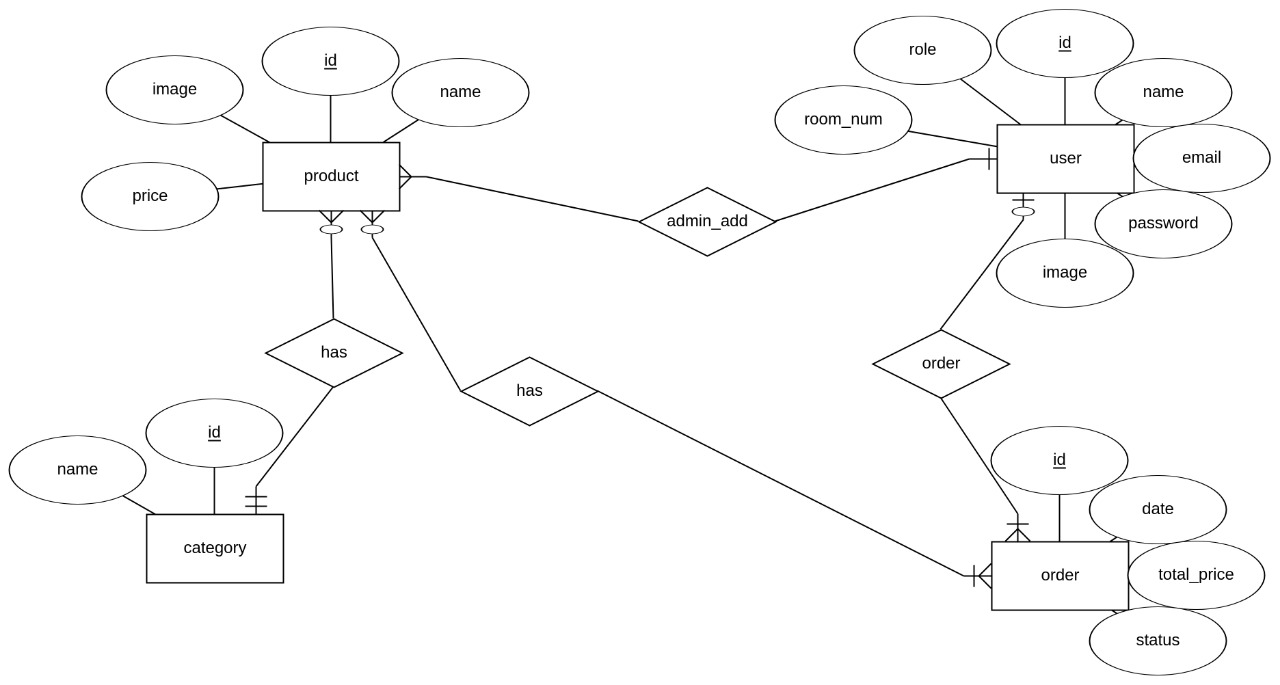 id
image
name
product
price
role
id
name
room_num
user
email
password
image
admin_add
has
has
order
id
name
category
id
date
order
total_price
status